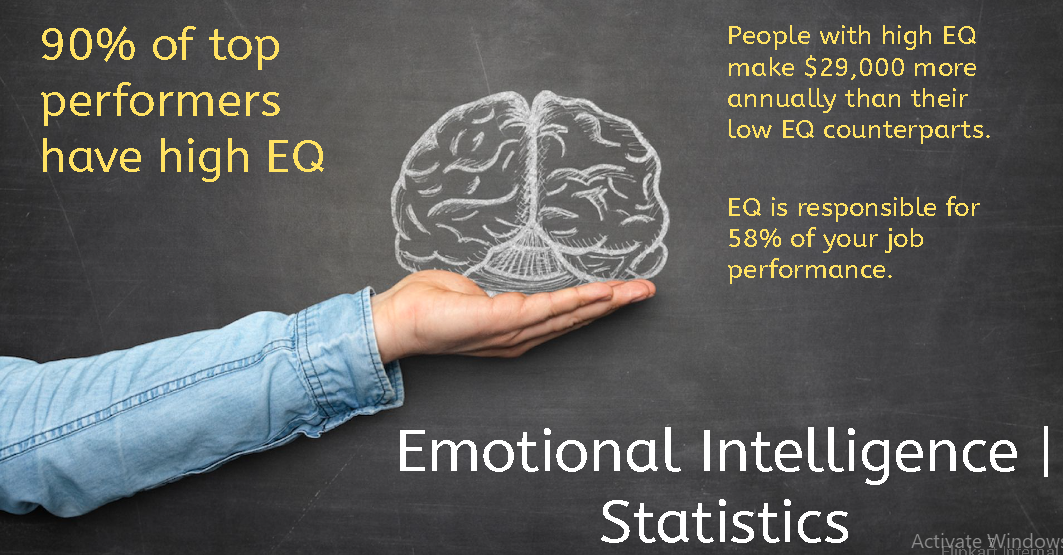 90% of top
performers
have high EQ
People with high EQ
make $29,000 more
annually than their
low EQ counterparts.
EQ is responsible for
58% of your job
performance.
Emotional Intelligence |
Statistics
Activate Window